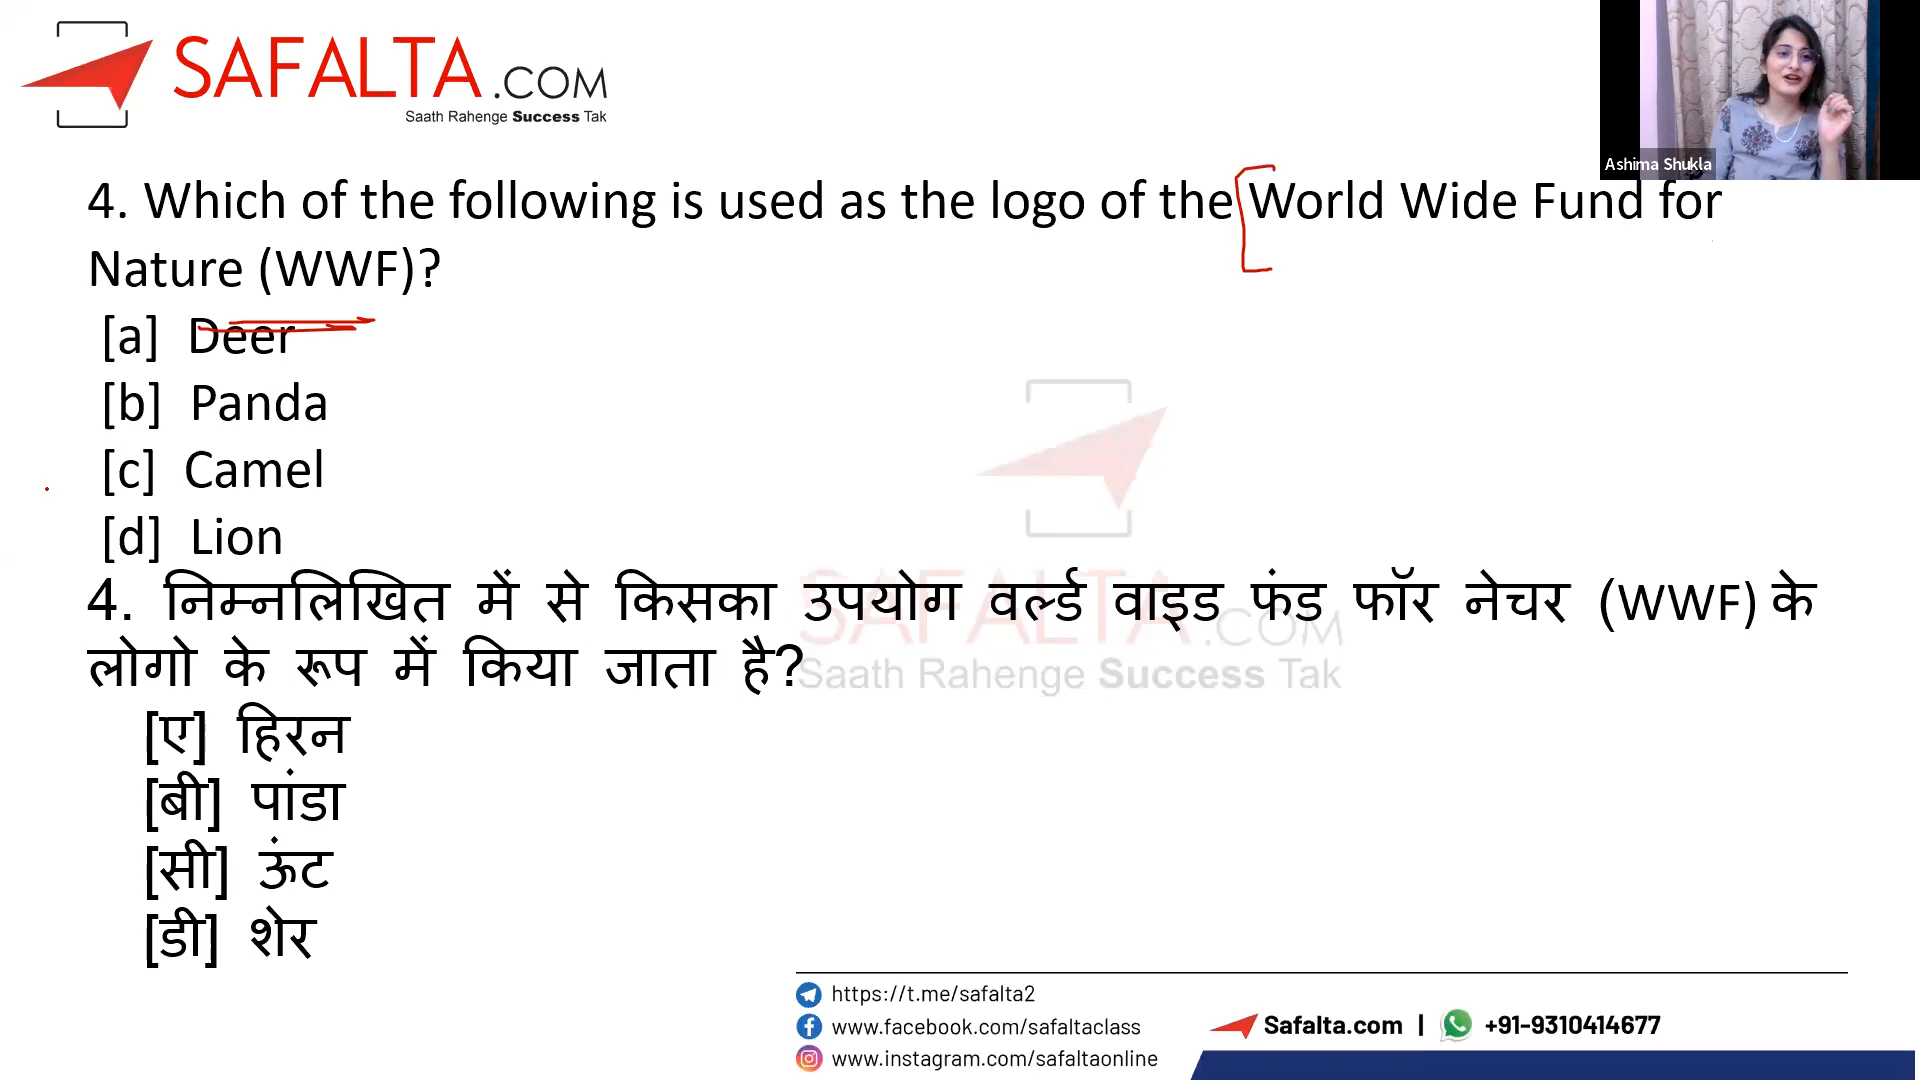 SAFALTA.COM
Saath Rahenge Success Tak
Ashima Shukla
4. Which of the following is used as the logo of the World Wide Fund for
Nature (WWF)?
[a] Deer
[b] Panda
[c] Camel
[d] Lion
4. निम्नलिखित में से किसका उपयोग वर्ल्ड वाइड फंड फॉर नेचर (WWF) के
लोगो के रूप में किया जाता है?
[ए] हिरन
[बी] पांडा
[सी] ऊंट
[डी] शेर
SAFALTA.COM
Saath Rahenge Success Tak
https://t.me/safalta2
www.facebook.com/safaltaclass
www.instagram.com/safaltaonline
Safalta.com | +91-9310414677